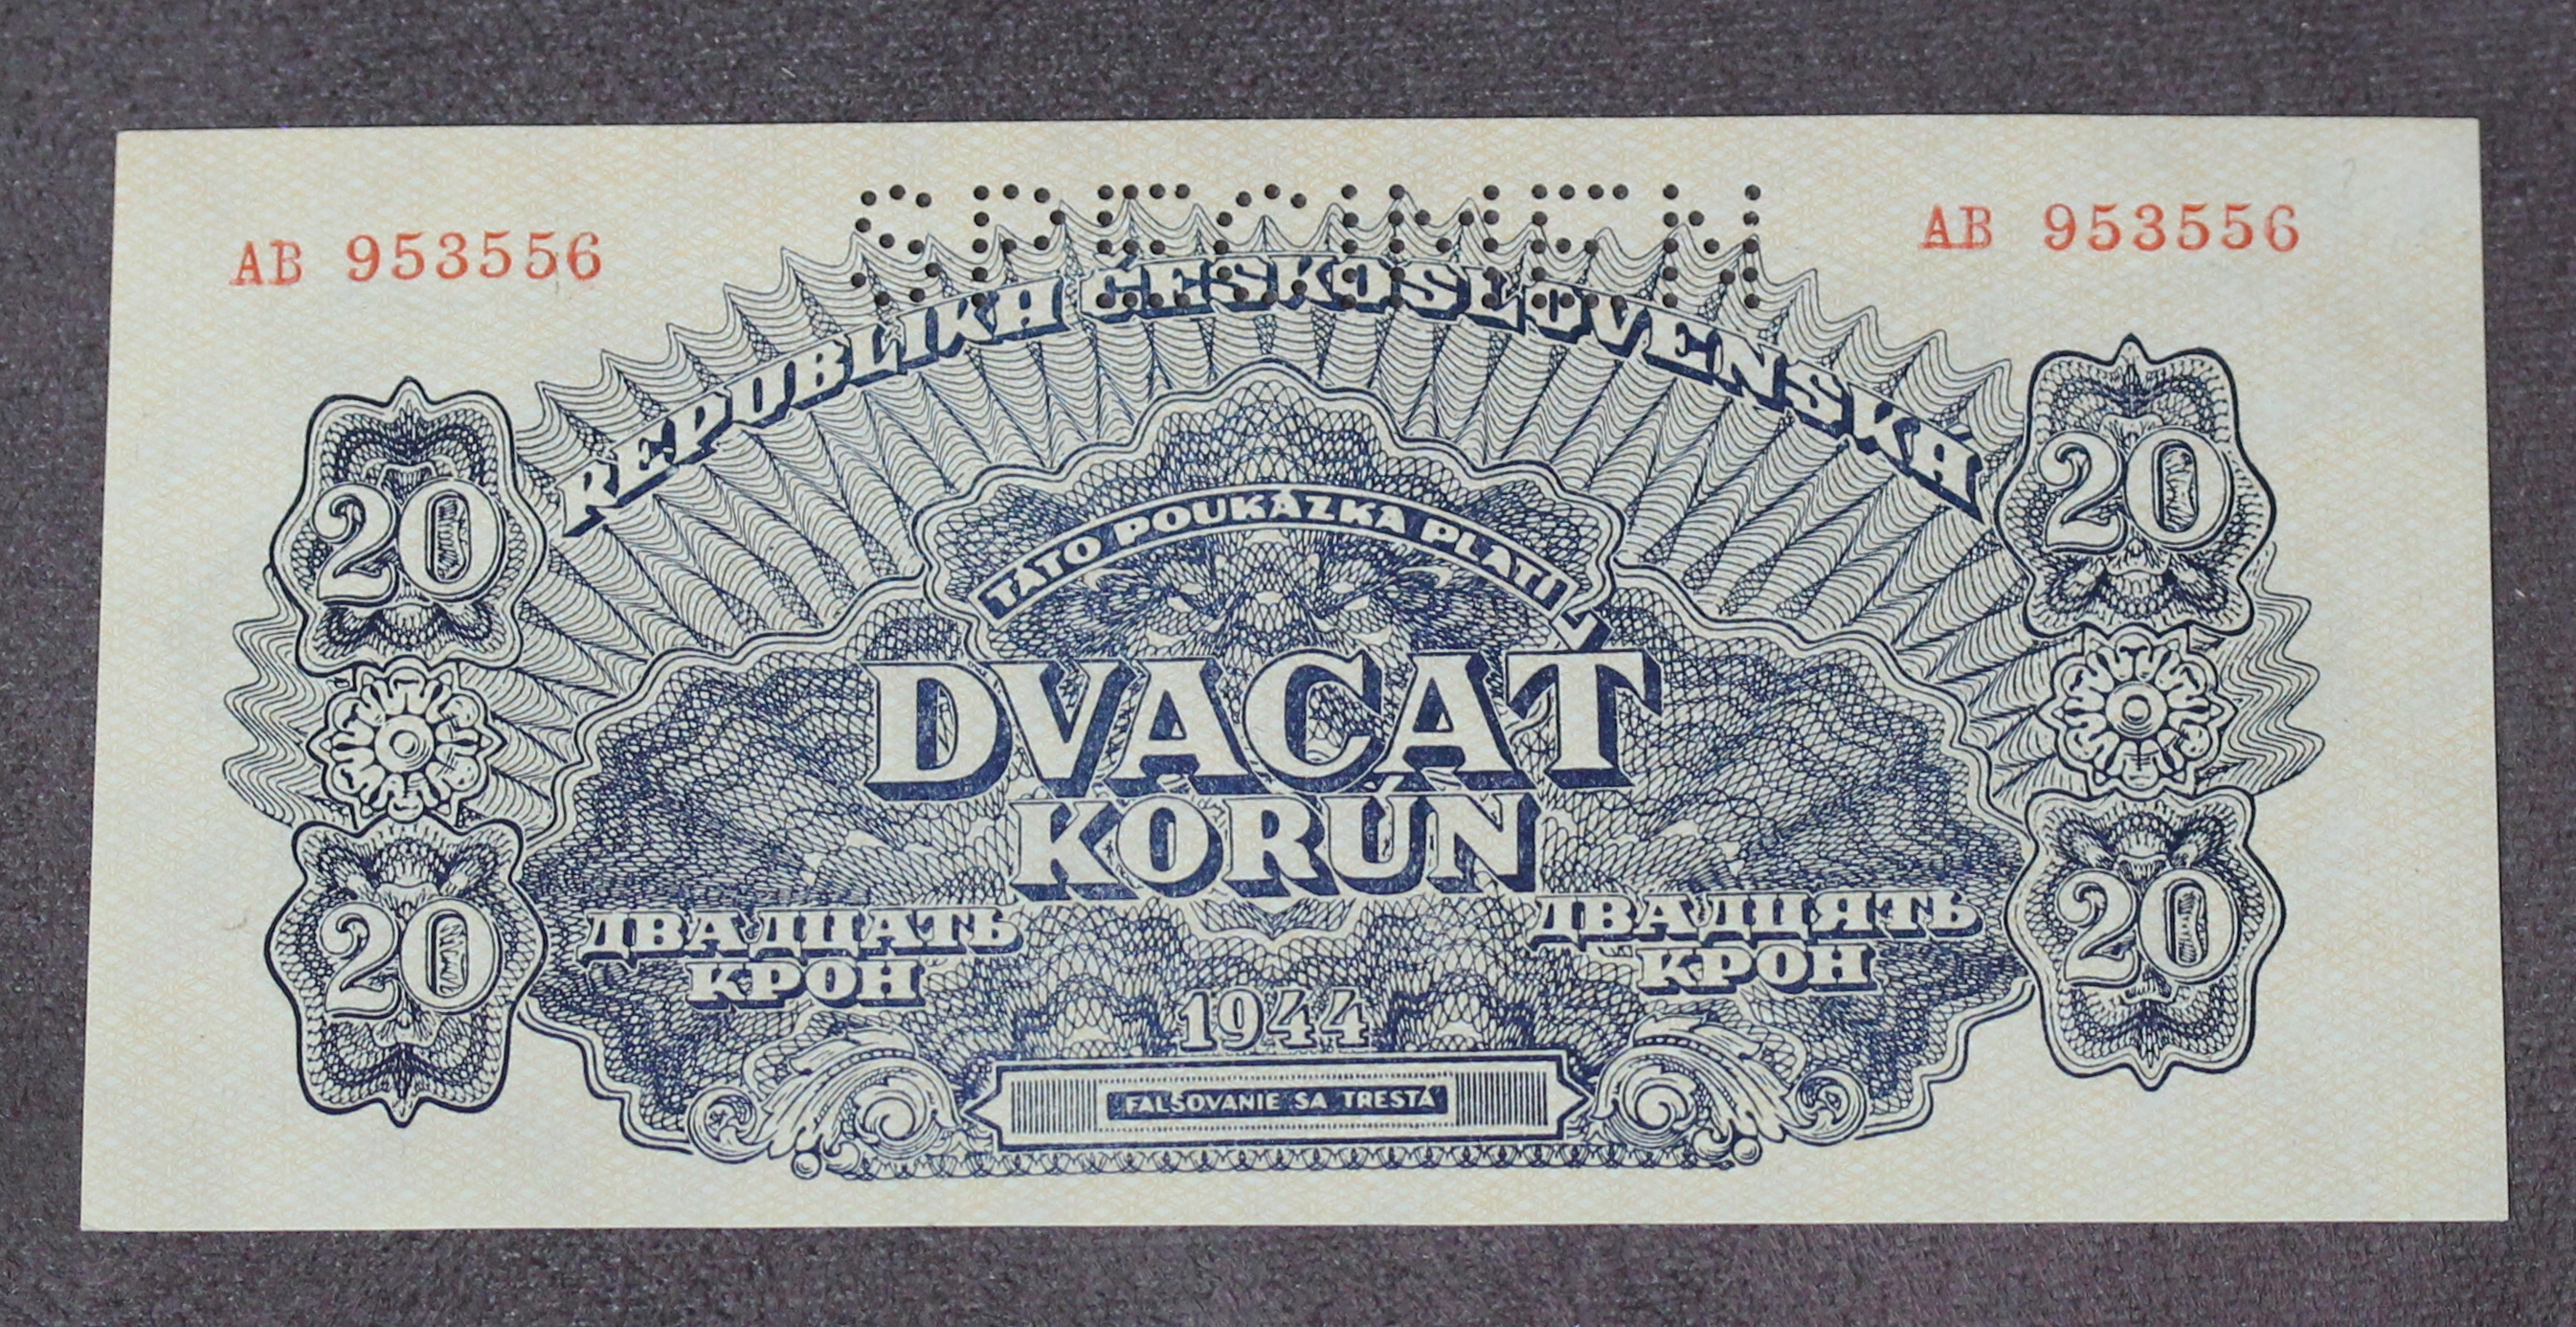 SPECIMEN
AB 953556
AB 953556
REPUBLIKA ČESKOSLOVENSKÁ
20
20
TÁTO POUKÁZKA PLATÍ
DVACAŤ
KORÚN
20
20
ДВАДЦАТЬ
КРОН
ДВАДЦЯТЬ
КРОН
1944
FALŠOVANIE SA TRESTÁ